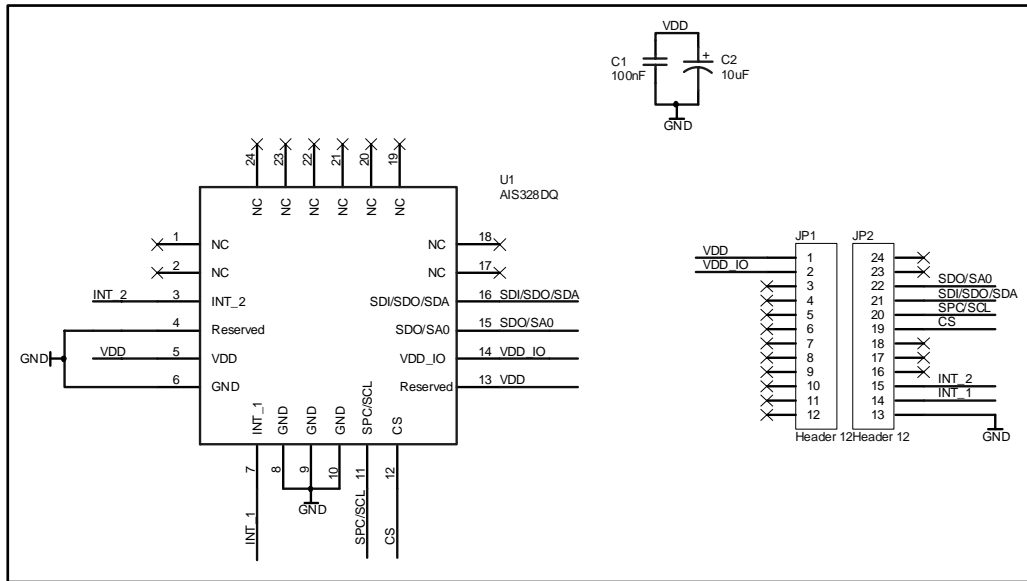 VDD
C1
100nF
+
C2
10uF
GND
U1
AIS328DQ
24 23 22 21 20 19
NC NC NC NC NC NC
1 NC
2 NC
INT_2 3 INT_2
4 Reserved
GND
VDD 5 VDD
6 GND
NC 18
NC 17
SDI/SDO/SDA 16 SDI/SDO/SDA
SDO/SA0 15 SDO/SA0
VDD_IO 14 VDD_IO
Reserved 13 VDD
INT_1 GND GND GND SPC/SCL CS
7 8 9 10 11 12
INT_1 GND SPC/SCL CS
JP1
VDD 1
VDD_IO 2
3
4
5
6
7
8
9
10
11
12
Header 12
JP2
24
23
22 SDO/SA0
21 SDI/SDO/SDA
20 SPC/SCL
19 CS
18
17
16
15 INT_2
14 INT_1
13
GND
Header 12